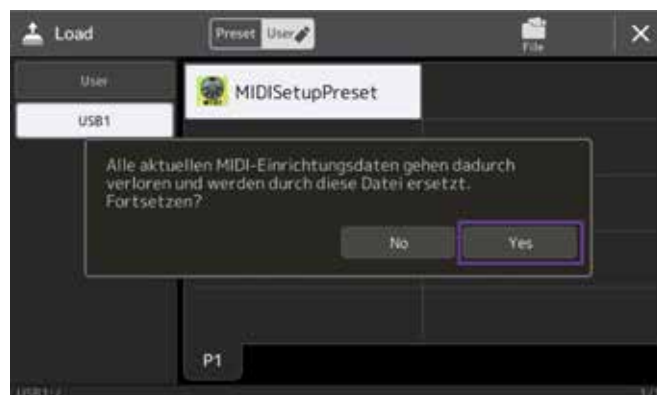 Load
Preset User
File
User
USB1
MIDISetupPreset
Alle aktuellen MIDI-Einrichtungsdaten gehen dadurch
verloren und werden durch diese Datei ersetzt.
Fortsetzen?
No Yes
P1